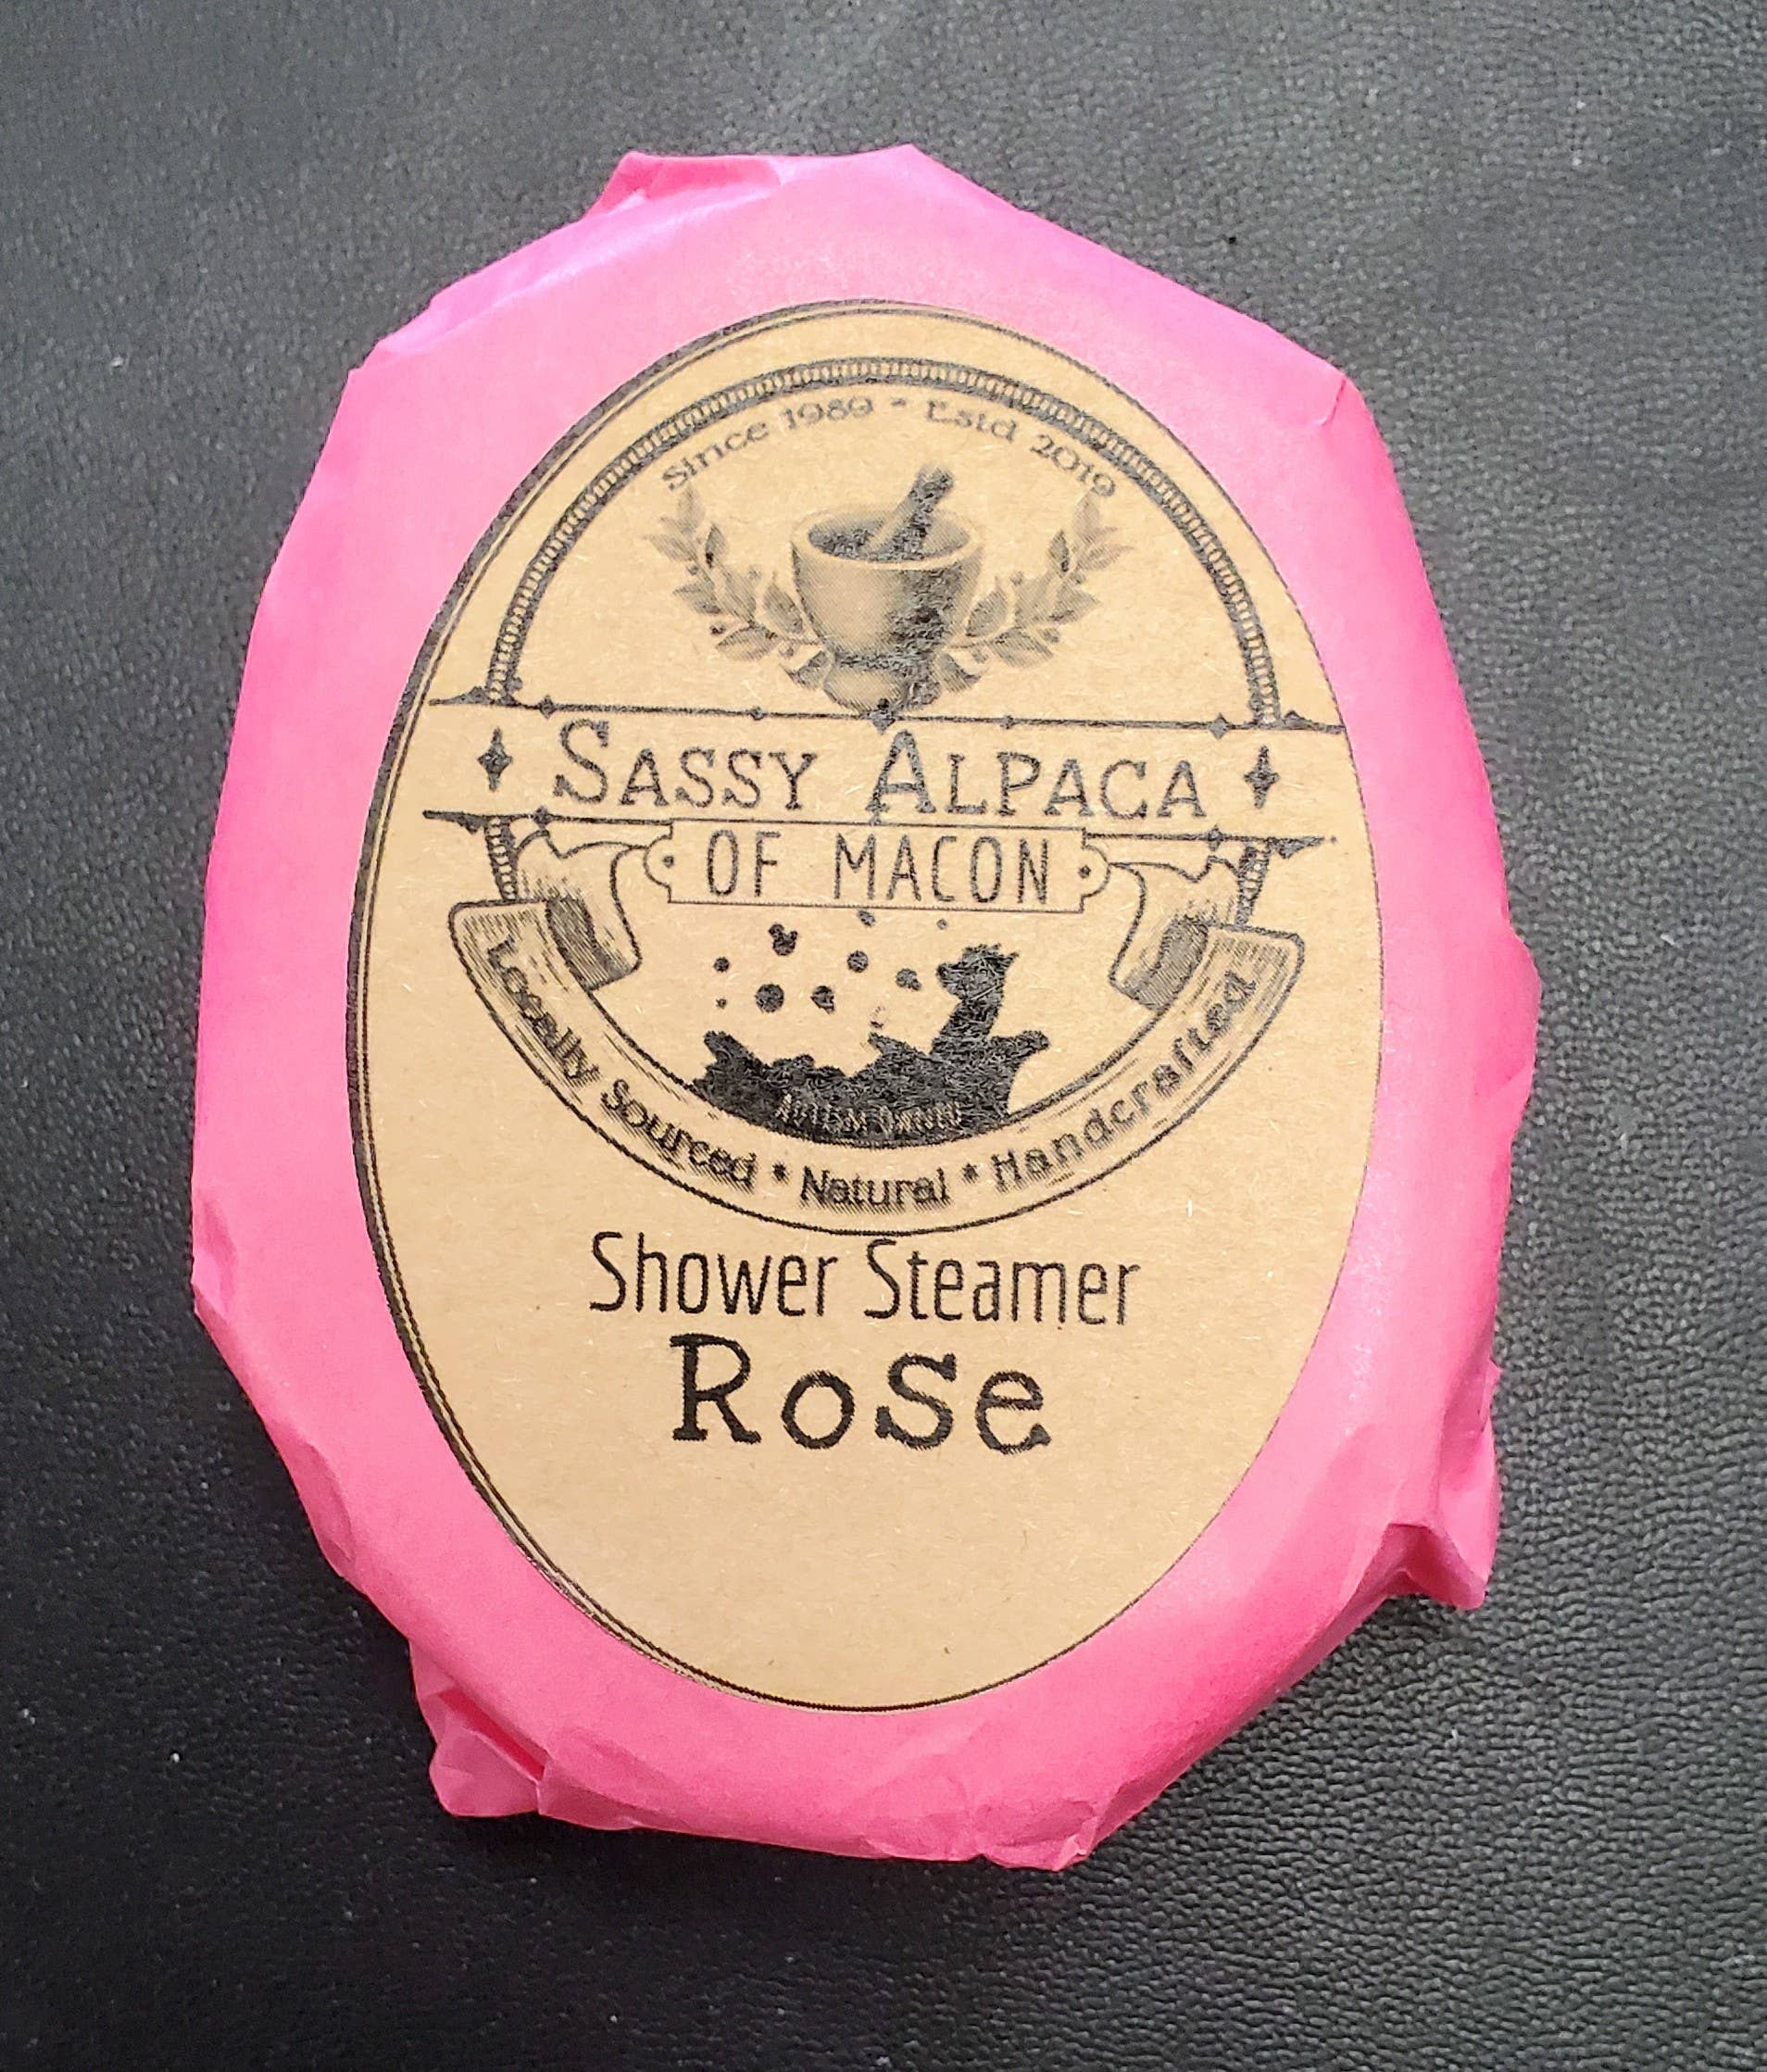 Since 1989 - Estd 2019
SASSY ALPACA
OF MACON
Locally Sourced * Natural * Handcrafted
Shower Steamer
Rose